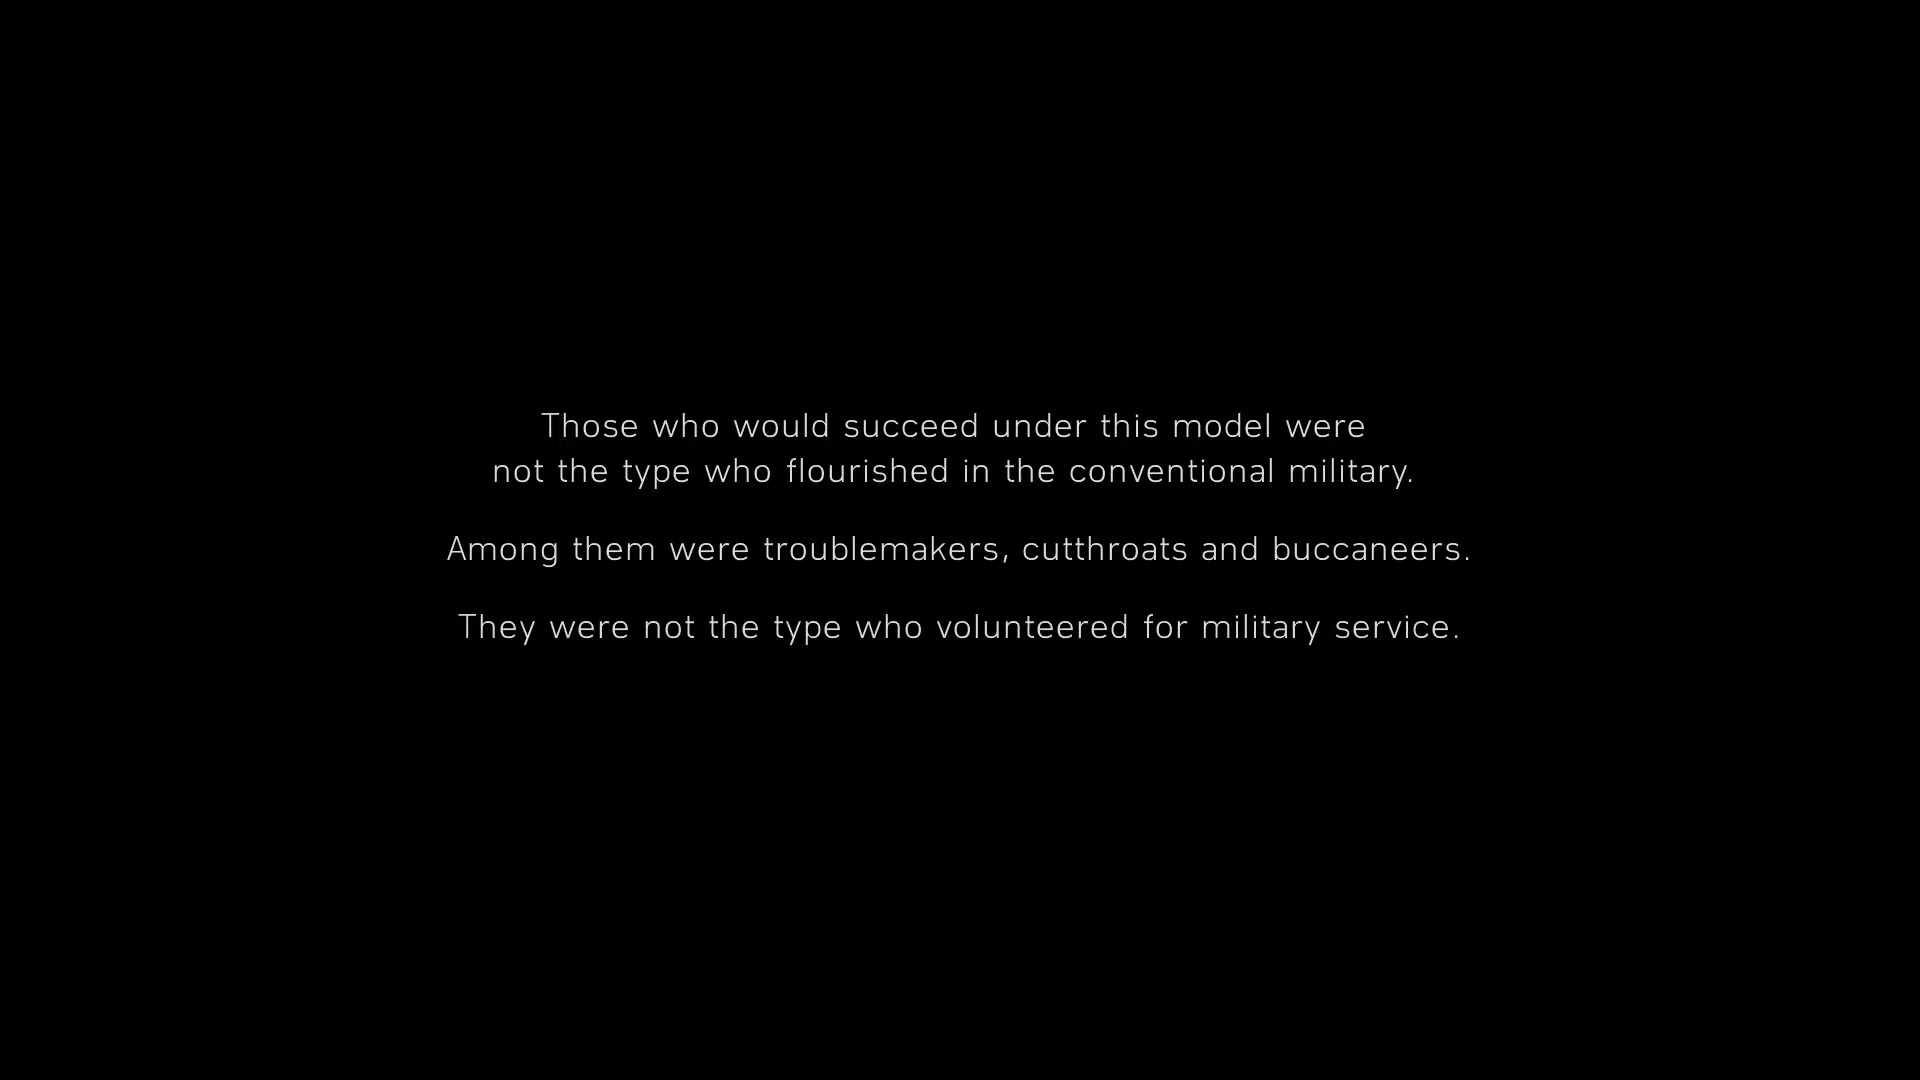 Those who would succeed under this model were
not the type who flourished in the conventional military.
Among them were troublemakers, cutthroats and buccaneers.
They were not the type who volunteered for military service.